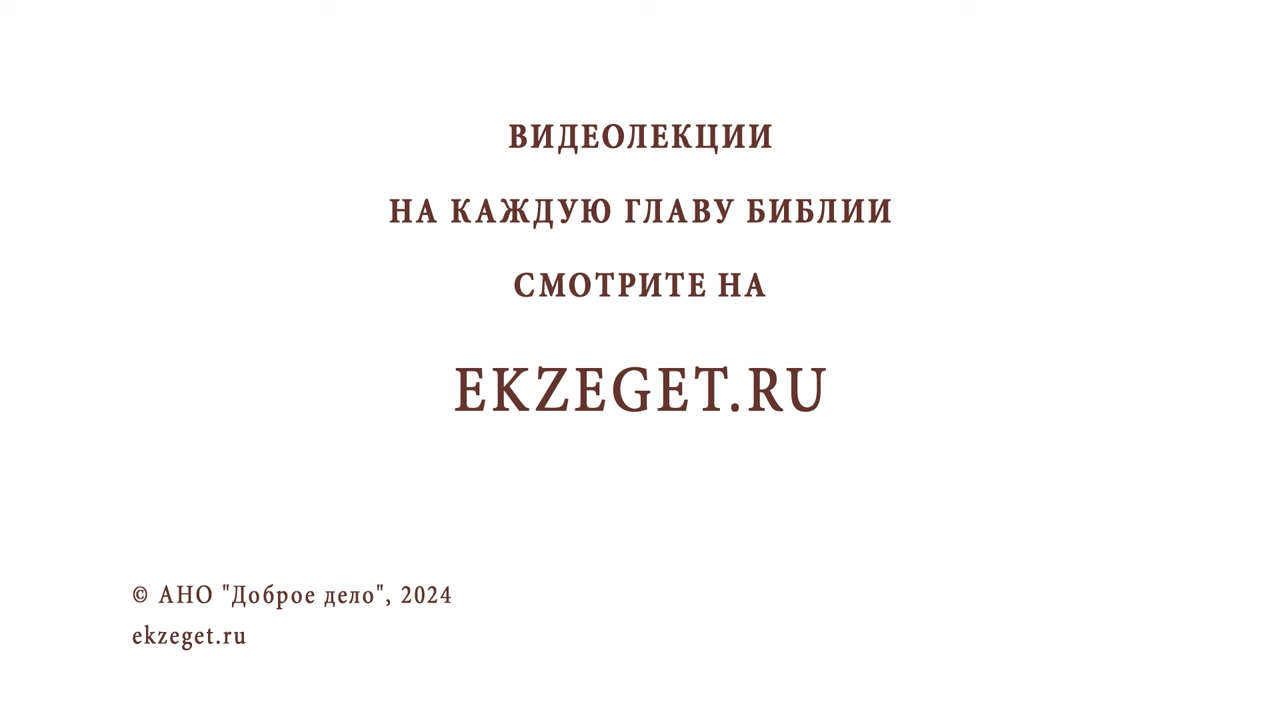 ВИДЕОЛЕКЦИИ
НА КАЖДУЮ ГЛАВУ БИБЛИИ
СМОТРИТЕ НА
EKZEGET.RU
© АНО "Доброе дело", 2024
ekzeget.ru